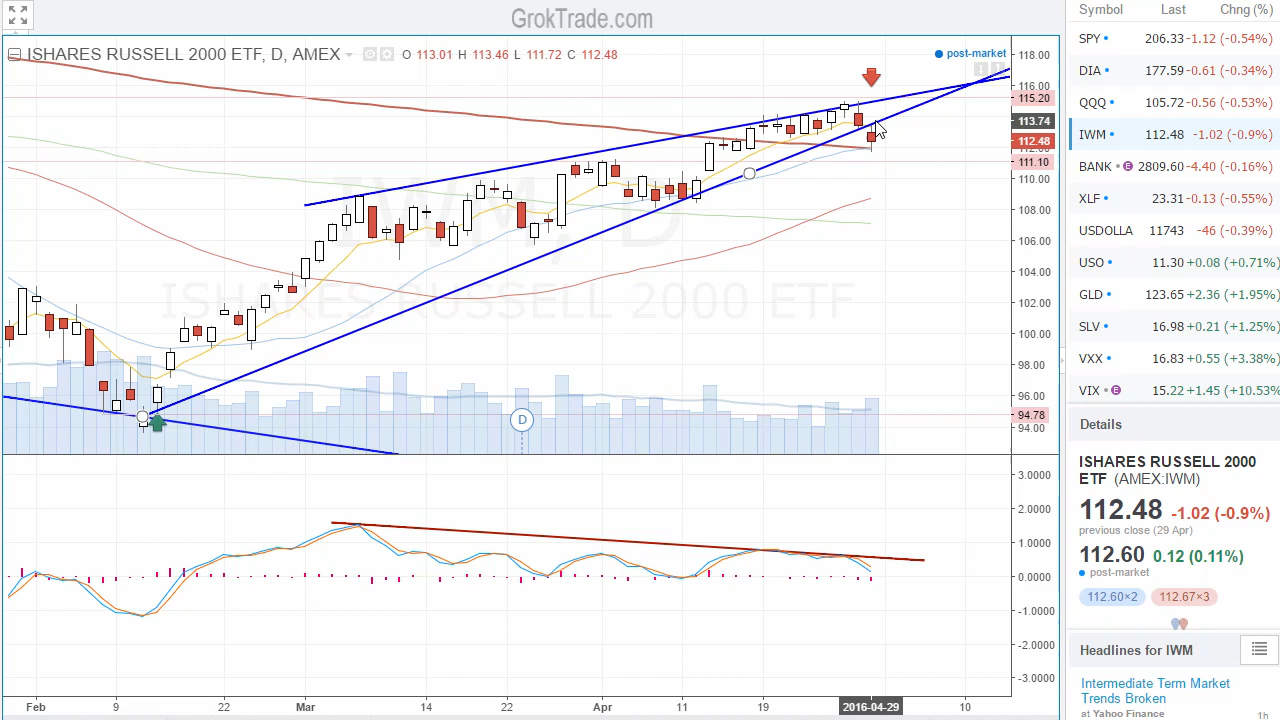 GrokTrade.com
ISHARES RUSSELL 2000 ETF, D, AMEX O 113.01 H 113.46 L 111.72 C 112.48
post-market
IWM, D
ISHARES RUSSELL 2000 ETF
118.00
116.00
115.20
113.74
112.48
112.00
111.10
110.00
108.00
106.00
104.00
102.00
100.00
98.00
96.00
94.78
94.00
D
3.0000
2.0000
1.0000
0.0000
-1.0000
-2.0000
-3.0000
Feb 9 22 Mar 14 22 Apr 11 19 2016-04-29 10
Symbol Last Chng (%)
SPY 206.33 -1.12 (-0.54%)
DIA 177.59 -0.61 (-0.34%)
QQQ 105.72 -0.56 (-0.53%)
IWM 112.48 -1.02 (-0.9%)
BANK E 2809.60 -4.40 (-0.16%)
XLF 23.31 -0.13 (-0.55%)
USDOLLA 11743 -46 (-0.39%)
USO 11.30 +0.08 (+0.71%)
GLD 123.65 +2.36 (+1.95%)
SLV 16.98 +0.21 (+1.25%)
VXX 16.83 +0.55 (+3.38%)
VIX E 15.22 +1.45 (+10.53%)
Details
ISHARES RUSSELL 2000
ETF (AMEX:IWM)
112.48 -1.02 (-0.9%)
previous close (29 Apr)
112.60 0.12 (0.11%)
post-market
112.60×2 112.67×3
Headlines for IWM
Intermediate Term Market
Trends Broken
at Yahoo Finance 1h